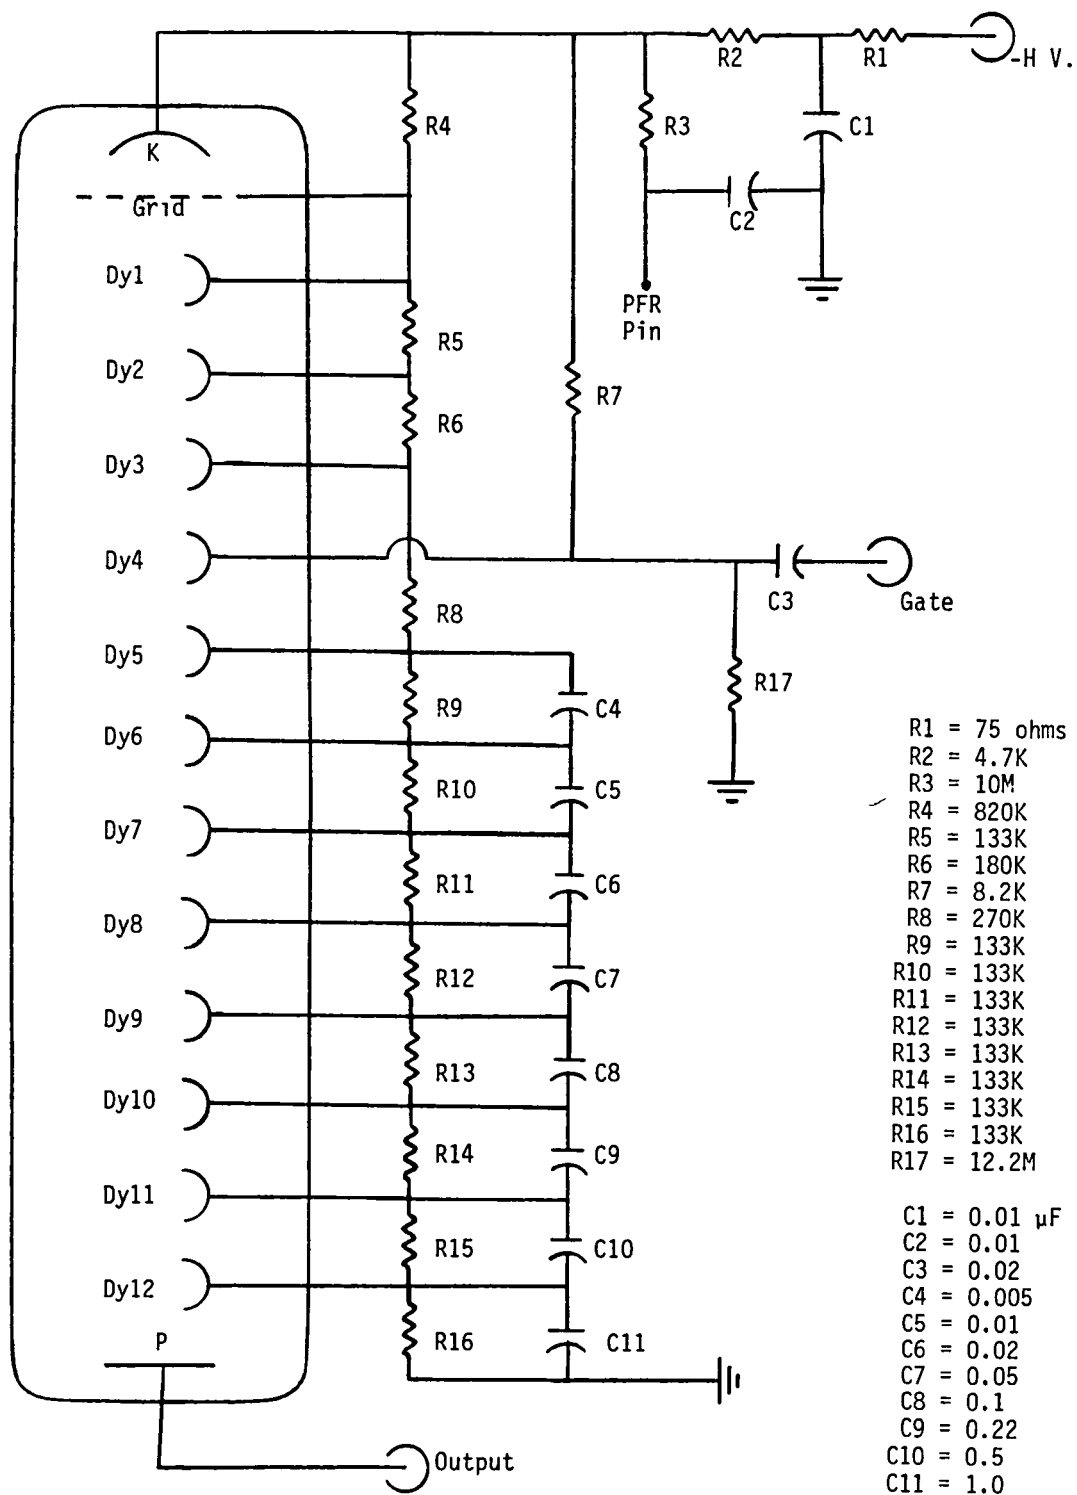 R2
R1
-H V.
R4
R3
C1
K
Grid
C2
Dy1
PFR
Pin
R5
Dy2
R7
R6
Dy3
Dy4
C3
Gate
R8
Dy5
R17
R9
C4
Dy6
R10
C5
Dy7
R11
C6
Dy8
R12
C7
Dy9
R13
C8
Dy10
R14
C9
Dy11
R15
C10
Dy12
P
R16
C11
Output
R1 = 75 ohms
R2 = 4.7K
R3 = 10M
R4 = 820K
R5 = 133K
R6 = 180K
R7 = 8.2K
R8 = 270K
R9 = 133K
R10 = 133K
R11 = 133K
R12 = 133K
R13 = 133K
R14 = 133K
R15 = 133K
R16 = 133K
R17 = 12.2M
C1 = 0.01 µF
C2 = 0.01
C3 = 0.02
C4 = 0.005
C5 = 0.01
C6 = 0.02
C7 = 0.05
C8 = 0.1
C9 = 0.22
C10 = 0.5
C11 = 1.0